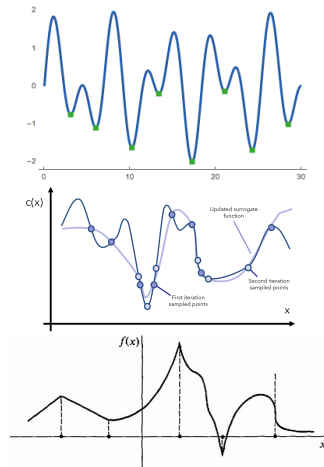 2
1
0
−1
−2
0 5 10 15 20 25 30
c(x)
Updated surrogate
function
First iteration
sampled points
Second iteration
sampled points
x
f(x)
x